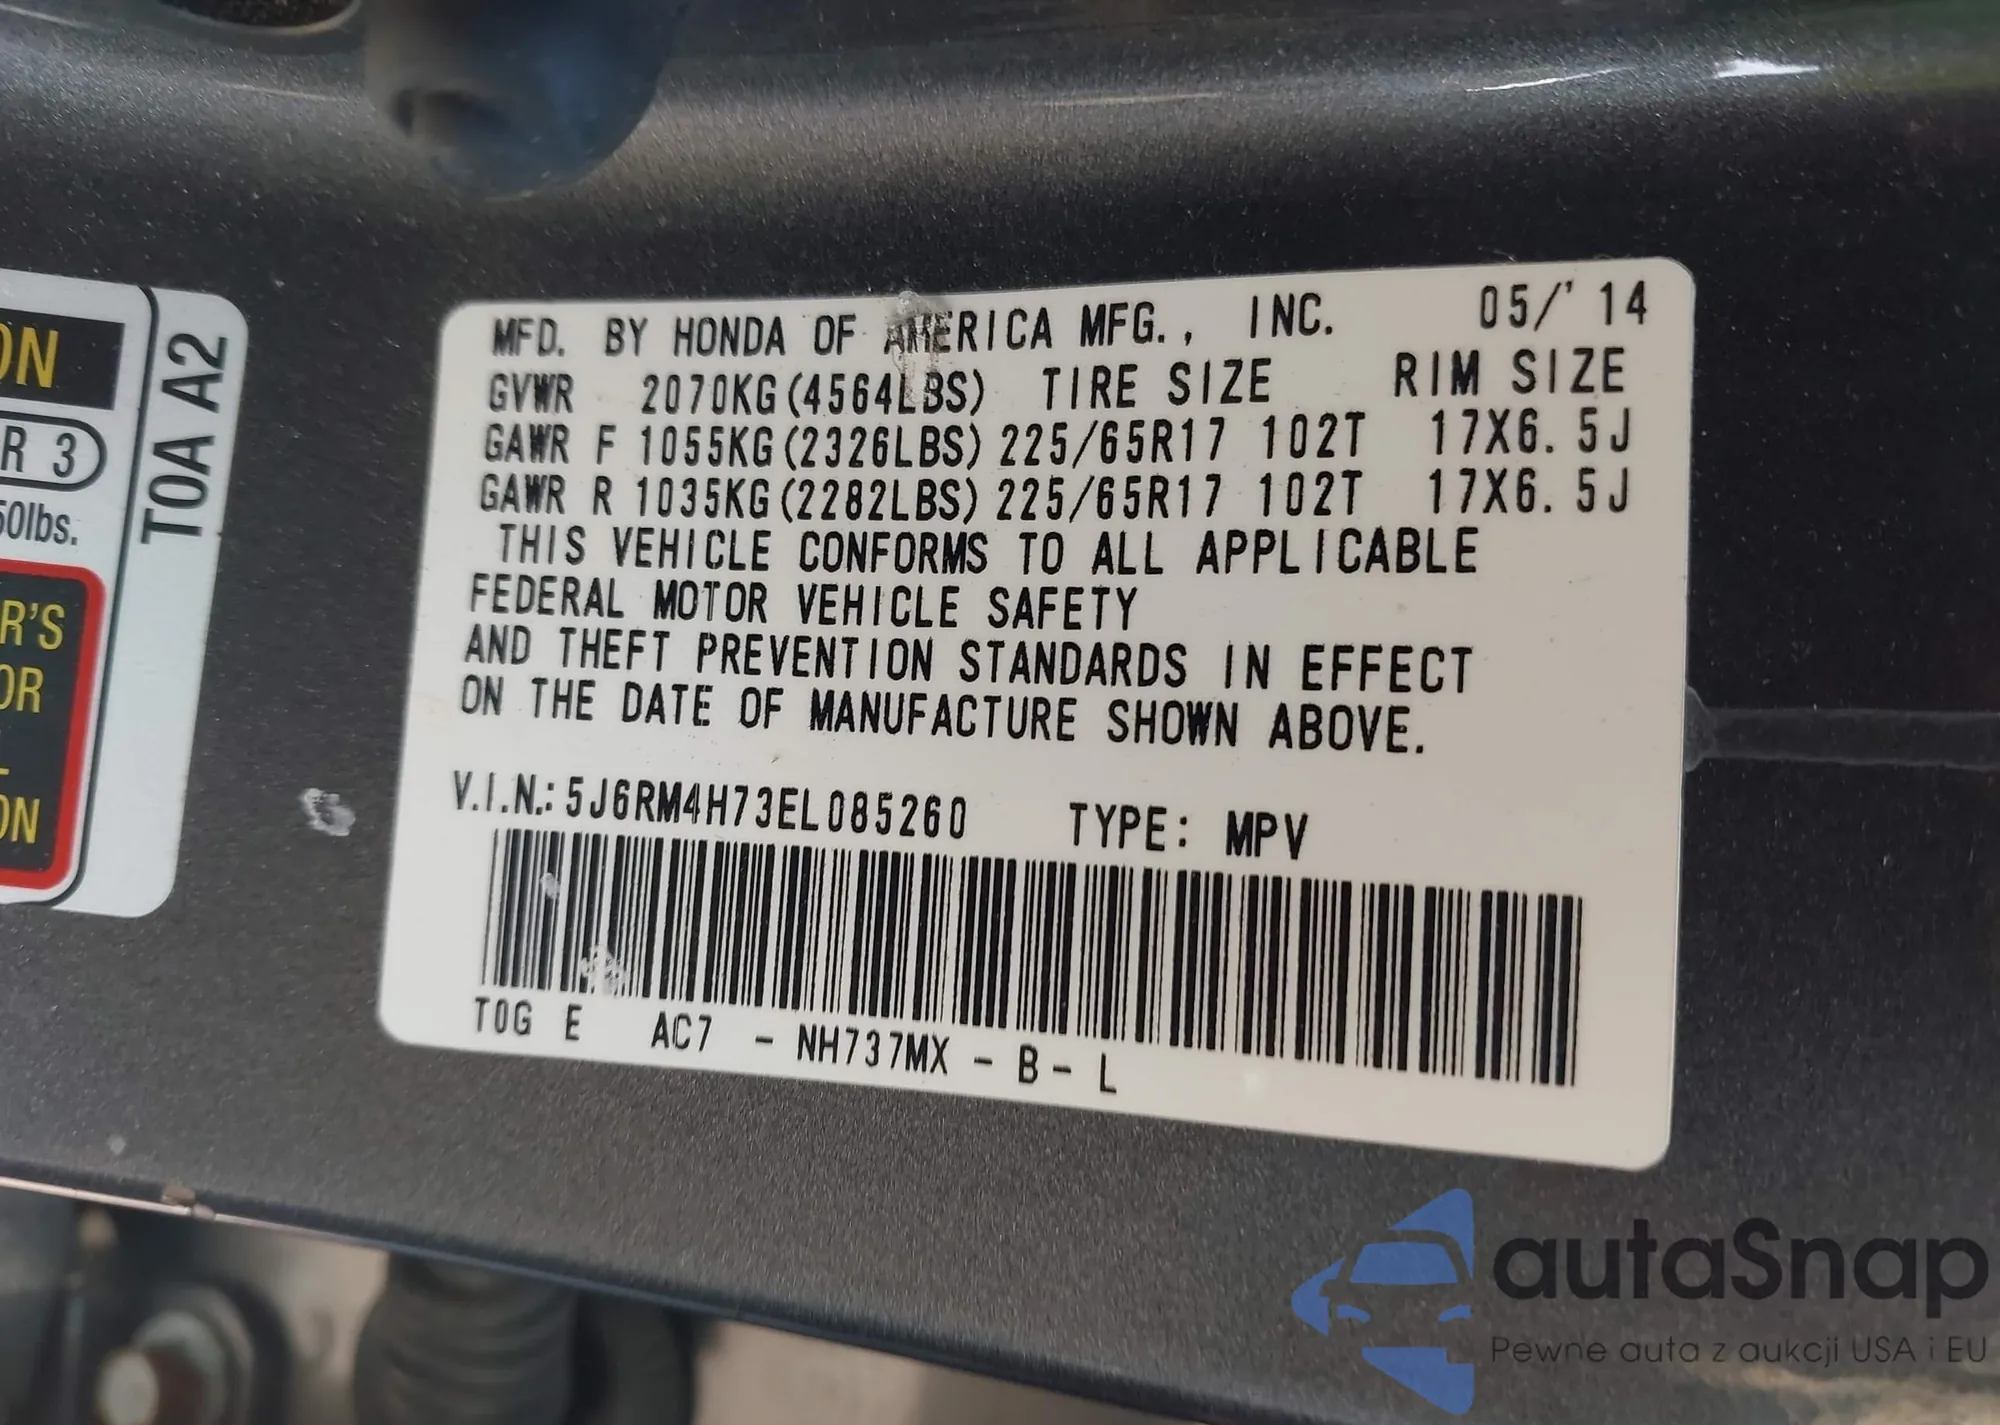 ON
R 3
50lbs.
R'S
OR
ON
T0A A2
MFD. BY HONDA OF AMERICA MFG., INC. 05/'14
GVWR 2070KG(4564LBS) TIRE SIZE RIM SIZE
GAWR F 1055KG(2326LBS) 225/65R17 102T 17X6.5J
GAWR R 1035KG(2282LBS) 225/65R17 102T 17X6.5J
THIS VEHICLE CONFORMS TO ALL APPLICABLE
FEDERAL MOTOR VEHICLE SAFETY
AND THEFT PREVENTION STANDARDS IN EFFECT
ON THE DATE OF MANUFACTURE SHOWN ABOVE.
V.I.N.: 5J6RM4H73EL085260 TYPE: MPV
T0G E AC7 - NH737MX - B - L
autaSnap
Pewne auta z aukcji USA i EU